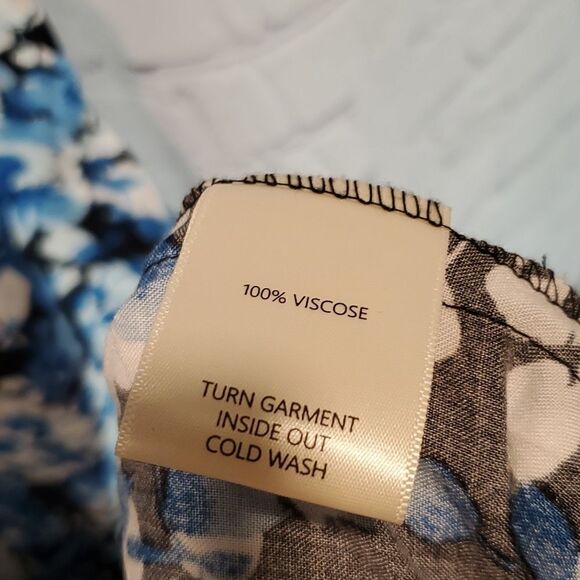 100% VISCOSE
TURN GARMENT
INSIDE OUT
COLD WASH